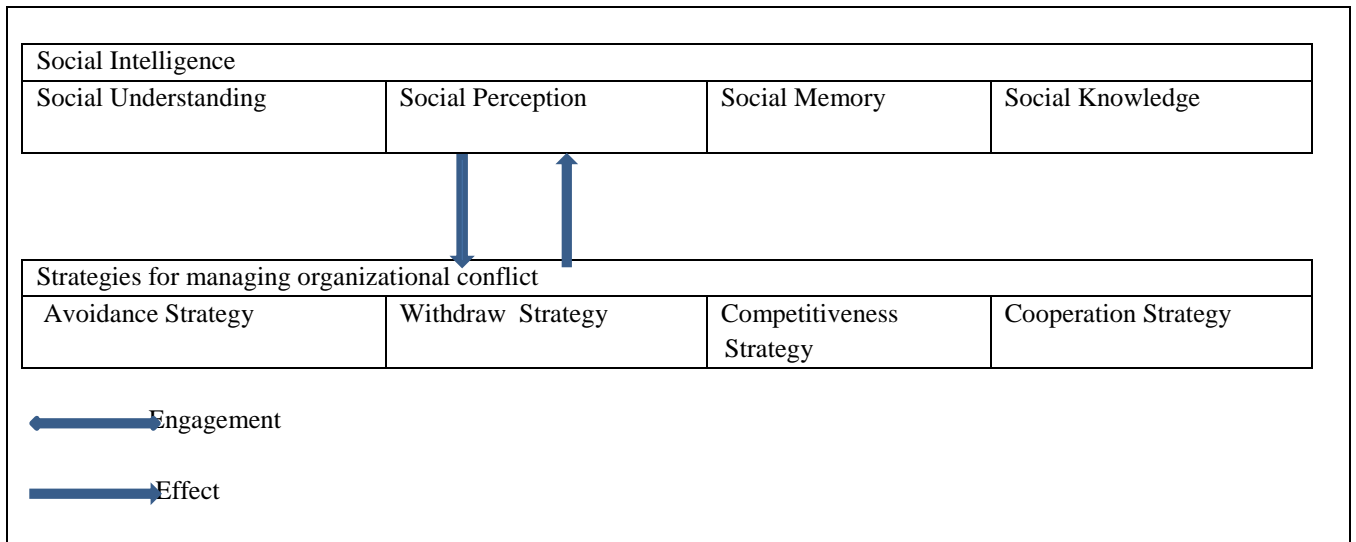 Social Intelligence
Social Understanding
Social Perception
Social Memory
Social Knowledge
Strategies for managing organizational conflict
Avoidance Strategy
Withdraw Strategy
Competitiveness
Strategy
Cooperation Strategy
Engagement
Effect